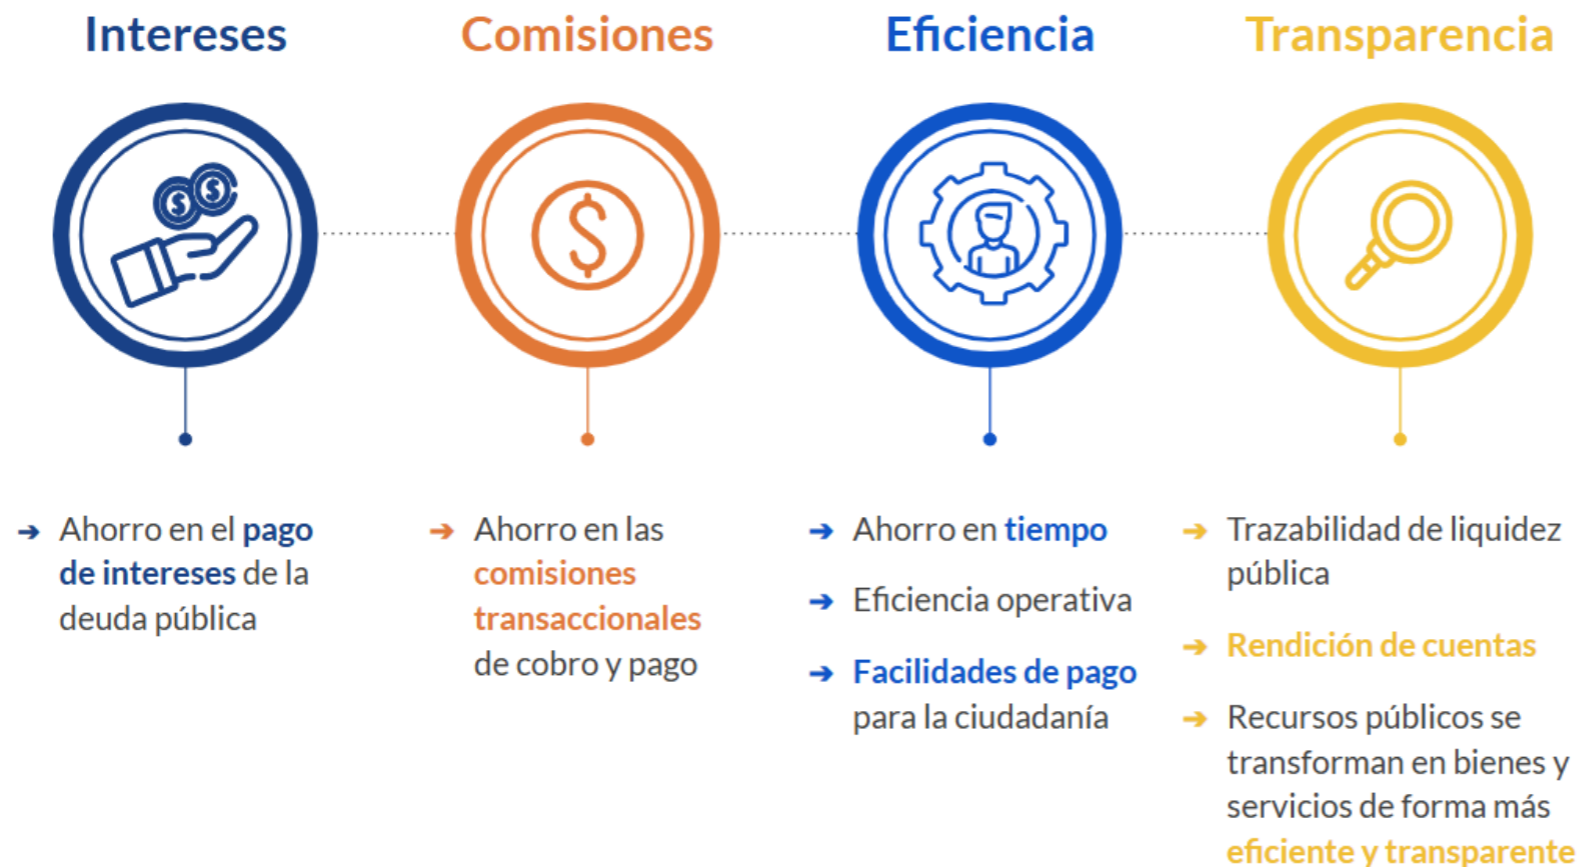 Intereses
Ahorro en el pago
de intereses de la
deuda pública
Comisiones
Ahorro en las
comisiones
transaccionales
de cobro y pago
Eficiencia
Ahorro en tiempo
Eficiencia operativa
Facilidades de pago
para la ciudadanía
Transparencia
Trazabilidad de liquidez
pública
Rendición de cuentas
Recursos públicos se
transforman en bienes y
servicios de forma más
eficiente y transparente